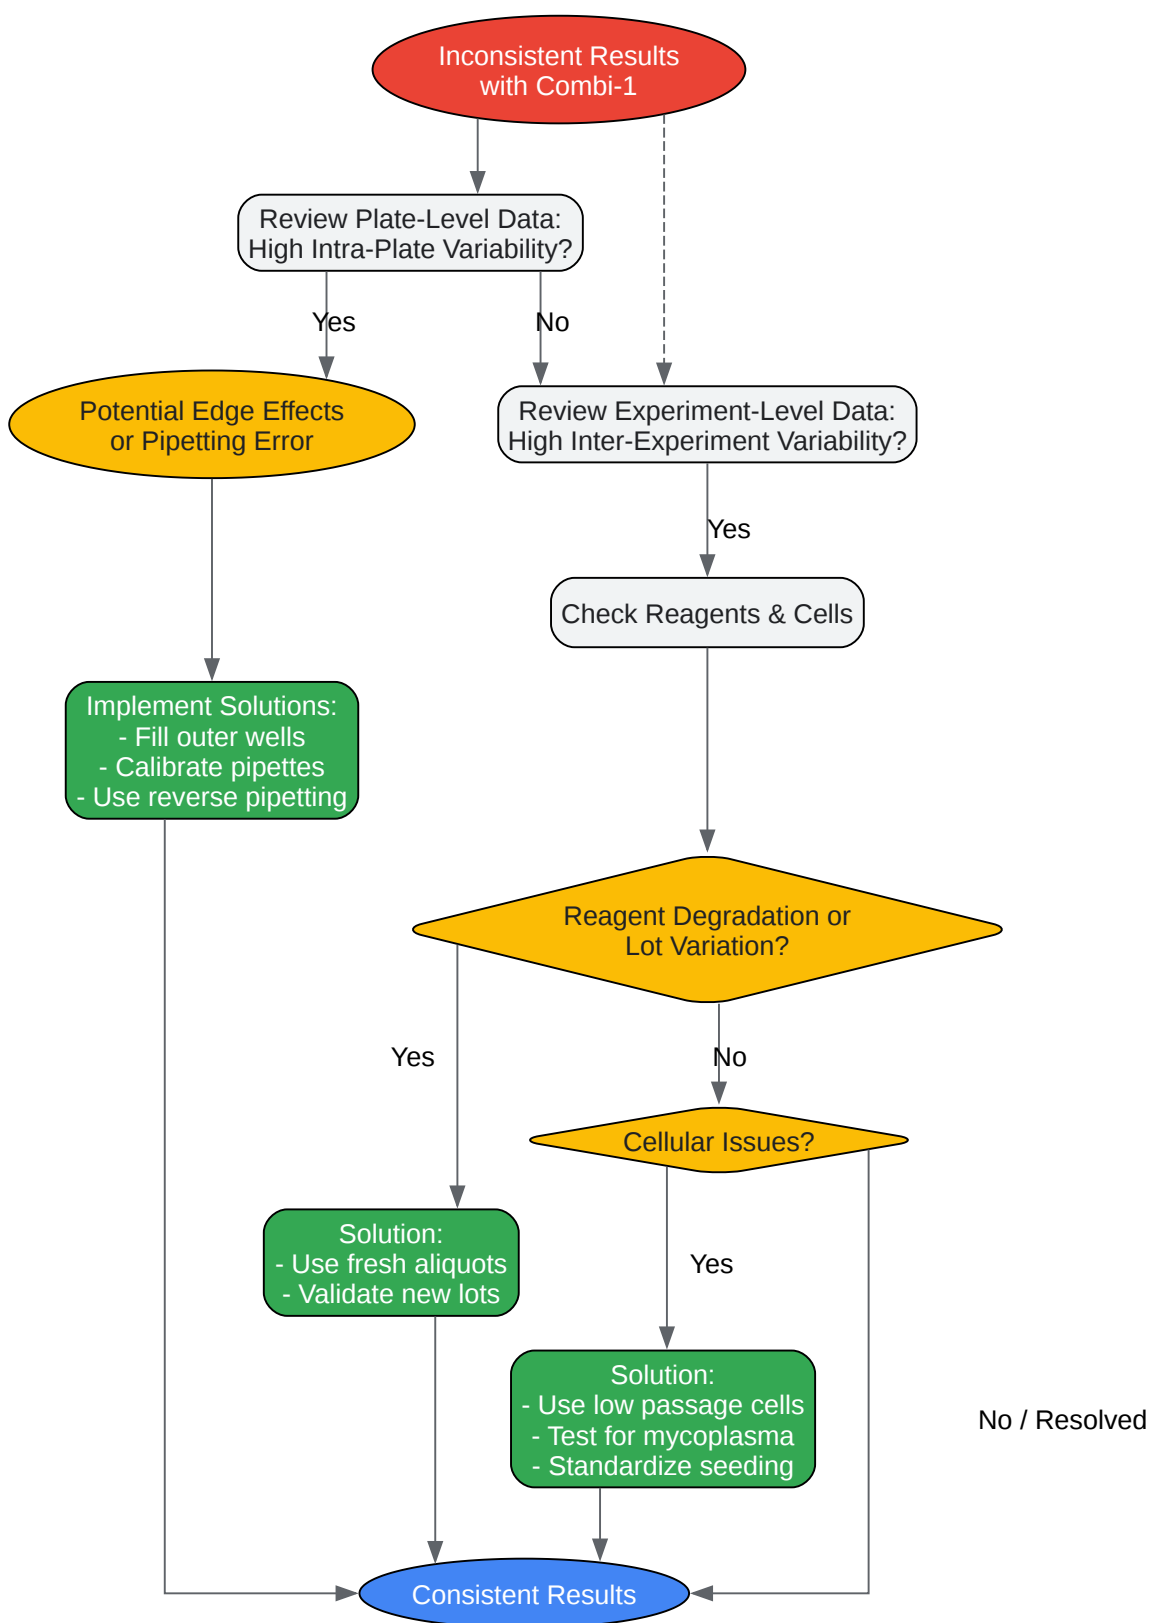 Inconsistent Results
with Combi-1
Review Plate-Level Data:
High Intra-Plate Variability?
Yes
No
Potential Edge Effects
or Pipetting Error
Review Experiment-Level Data:
High Inter-Experiment Variability?
Yes
Check Reagents & Cells
Implement Solutions:
- Fill outer wells
- Calibrate pipettes
- Use reverse pipetting
Reagent Degradation or
Lot Variation?
Yes
No
Cellular Issues?
Solution:
- Use fresh aliquots
- Validate new lots
Yes
Solution:
- Use low passage cells
- Test for mycoplasma
- Standardize seeding
No / Resolved
Consistent Results